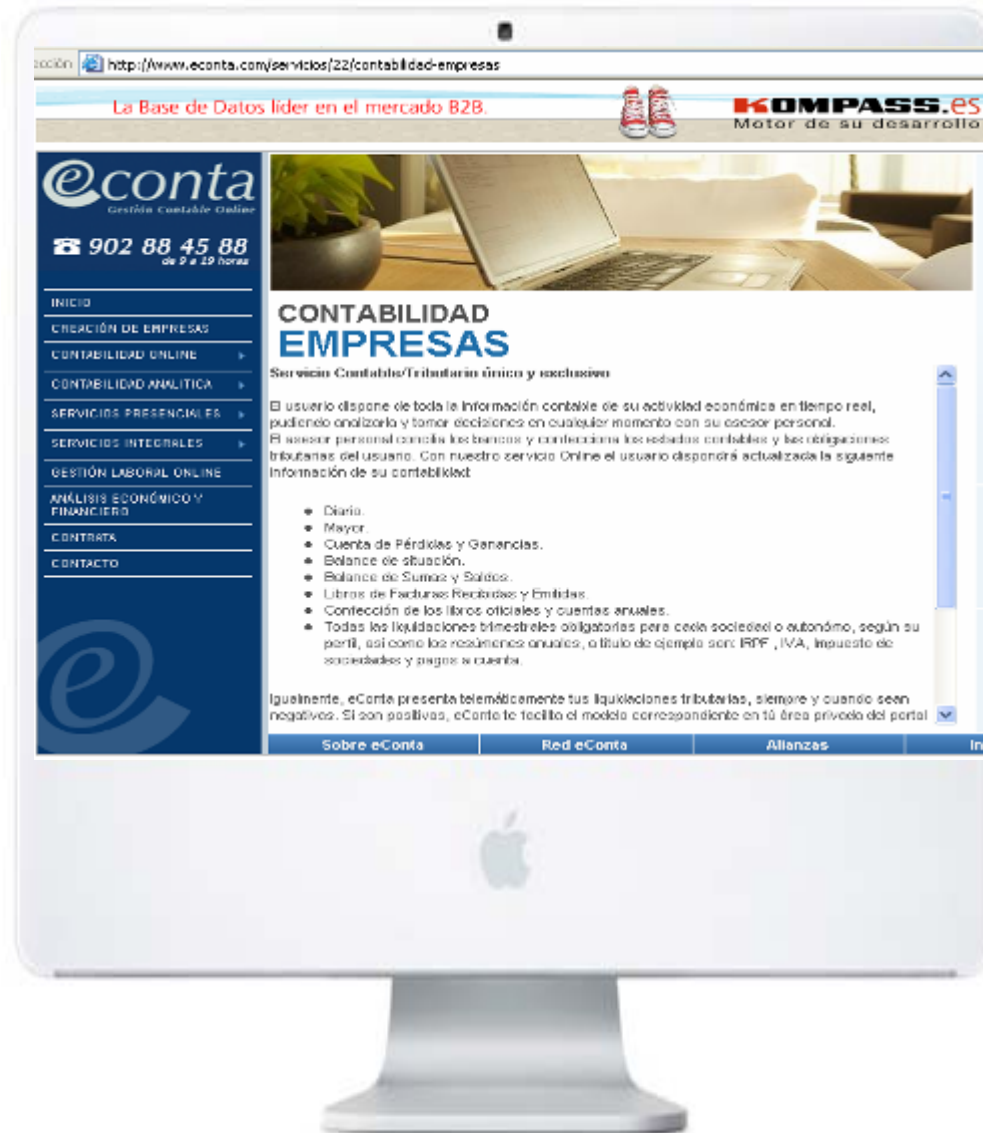 ección http://www.econta.com/servicios/22/contabilidad-empresas
La Base de Datos líder en el mercado B2B.
KOMPASS.es
Motor de su desarrollo
econta
Gestión Contable Online
902 88 45 88
de 9 a 19 horas
INICIO
CREACIÓN DE EMPRESAS
CONTABILIDAD ONLINE
CONTABILIDAD ANALITICA
SERVICIOS PRESENCIALES
SERVICIOS INTEGRALES
GESTIÓN LABORAL ONLINE
ANÁLISIS ECONÓMICO Y
FINANCIERO
CONTRATA
CONTACTO
CONTABILIDAD
EMPRESAS
Servicio Contable/Tributario único y exclusivo
El usuario dispone de toda la información contable de su actividad económica en tiempo real,
pudiendo analizarla y tomar decisiones en cualquier momento con su asesor personal.
El asesor personal concilia los bancos y confecciona los estados contables y las obligaciones
tributarias del usuario. Con nuestro servicio Online el usuario dispondrá actualizada la siguiente
información de su contabilidad:
Diario.
Mayor.
Cuenta de Pérdidas y Ganancias.
Balance de situación.
Balance de Sumas y Saldos.
Libros de Facturas Recibidas y Emitidas.
Confección de los libros oficiales y cuentas anuales.
Todas las liquidaciones trimestrales obligatorias para cada sociedad o autonómo, según su
perfil, así como los resúmenes anuales, a título de ejemplo son: IRPF , IVA, Impuesto de
sociedades y pagos a cuenta.
Igualmente, eConta presenta telemáticamente tus liquidaciones tributarias, siempre y cuando sean
negativas. Si son positivas, eConta te facilita el modelo correspondiente en tú área privada del portal
Sobre eConta
Red eConta
Alianzas
In